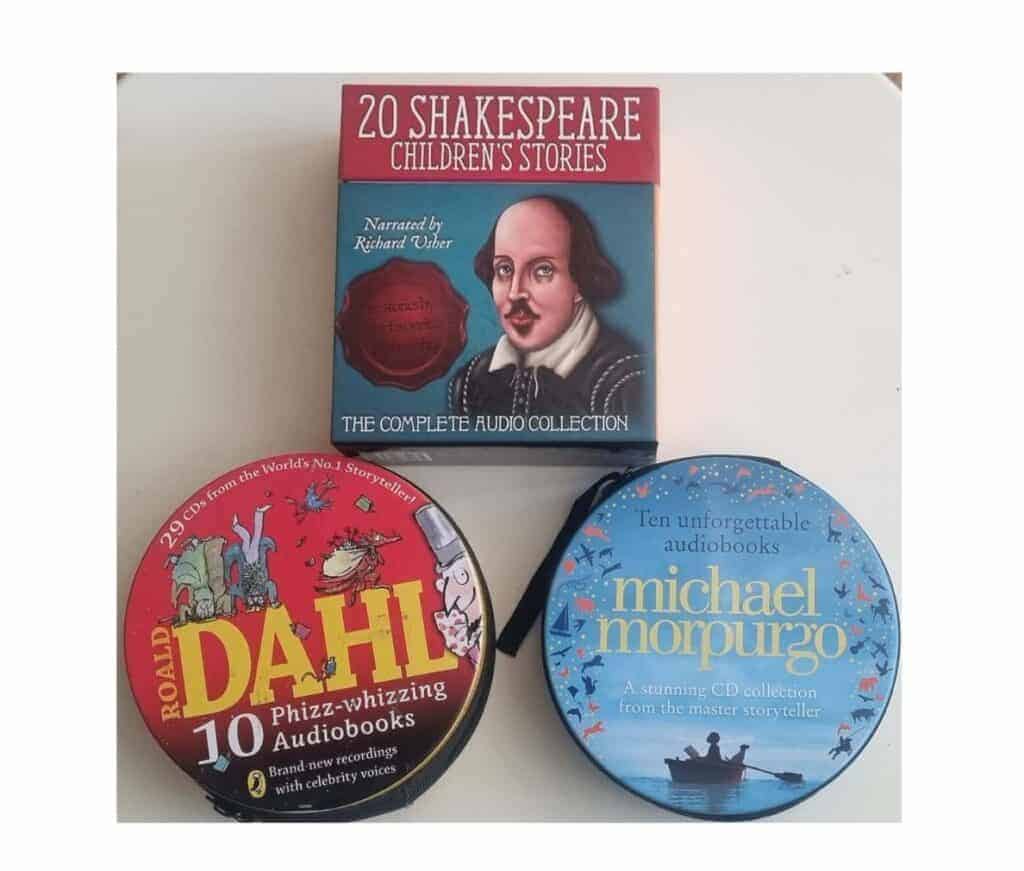 20 SHAKESPEARE
CHILDREN'S STORIES
Narrated by
Richard Usher
THE COMPLETE AUDIO COLLECTION
29 CDs from the World's No.1 Storyteller!
ROALD
DAHL
10 Phizz-whizzing
Audiobooks
Brand-new recordings
with celebrity voices
Ten unforgettable
audiobooks
michael
morpurgo
A stunning CD collection
from the master storyteller